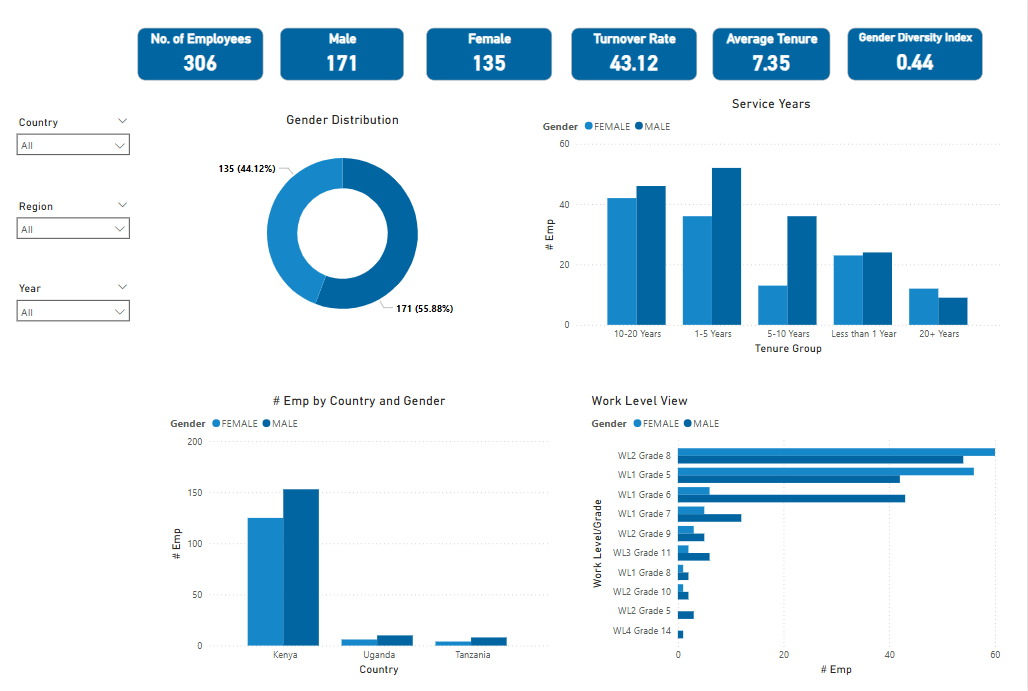 No. of Employees
306
Male
171
Female
135
Turnover Rate
43.12
Average Tenure
7.35
Gender Diversity Index
0.44
Country
All
Region
All
Year
All
Gender Distribution
135 (44.12%)
171 (55.88%)
Service Years
Gender FEMALE MALE
60
40
20
0
# Emp
10-20 Years
1-5 Years
5-10 Years
Less than 1 Year
20+ Years
Tenure Group
# Emp by Country and Gender
Gender FEMALE MALE
200
150
100
50
0
# Emp
Kenya
Uganda
Tanzania
Country
Work Level View
Gender FEMALE MALE
Work Level/Grade
WL2 Grade 8
WL1 Grade 5
WL1 Grade 6
WL1 Grade 7
WL2 Grade 9
WL3 Grade 11
WL1 Grade 8
WL2 Grade 10
WL2 Grade 5
WL4 Grade 14
0
20
40
60
# Emp